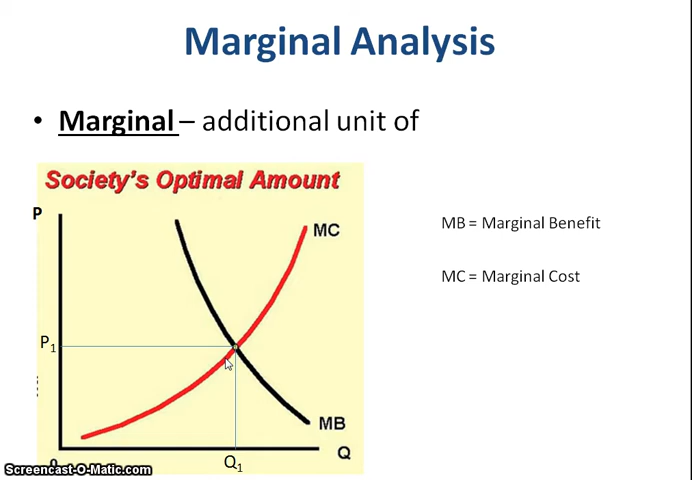 Marginal Analysis
• Marginal – additional unit of
Society's Optimal Amount
P
MC
MB = Marginal Benefit
MC = Marginal Cost
P1
MB
Q
0
Q1
Screencast-O-Matic.com